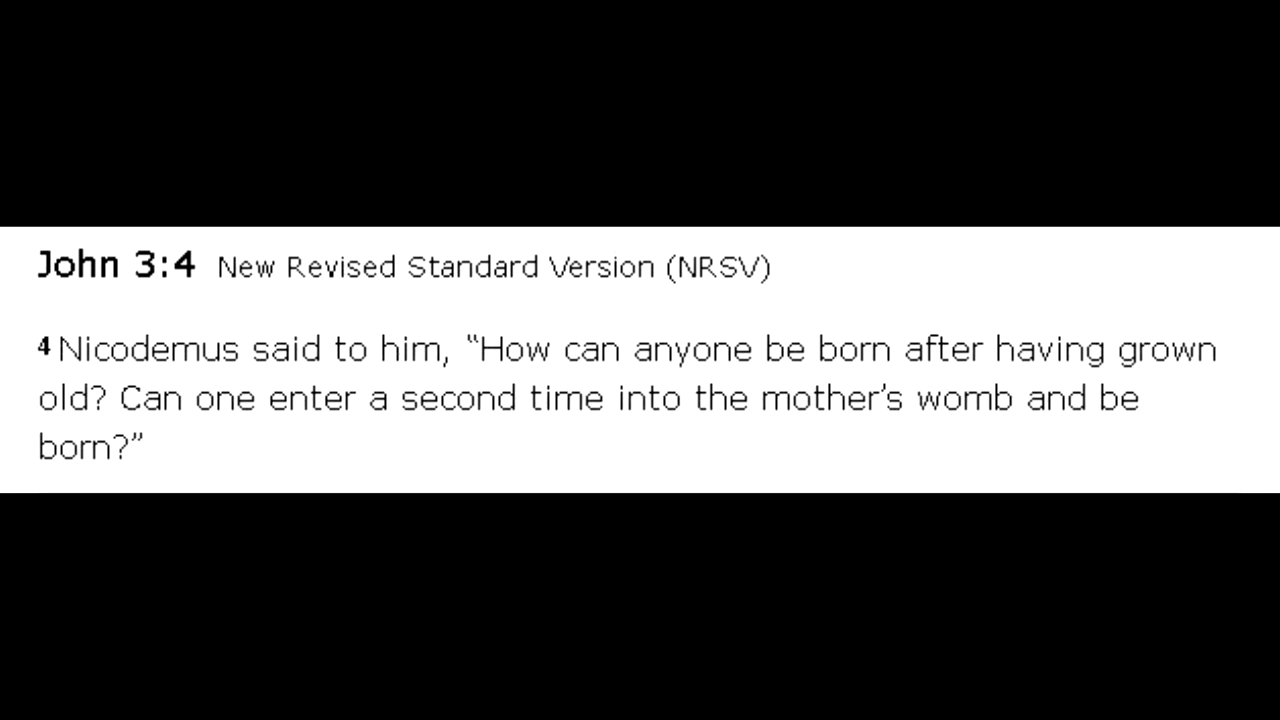 John 3:4 New Revised Standard Version (NRSV)
4 Nicodemus said to him, “How can anyone be born after having grown
old? Can one enter a second time into the mother’s womb and be
born?”